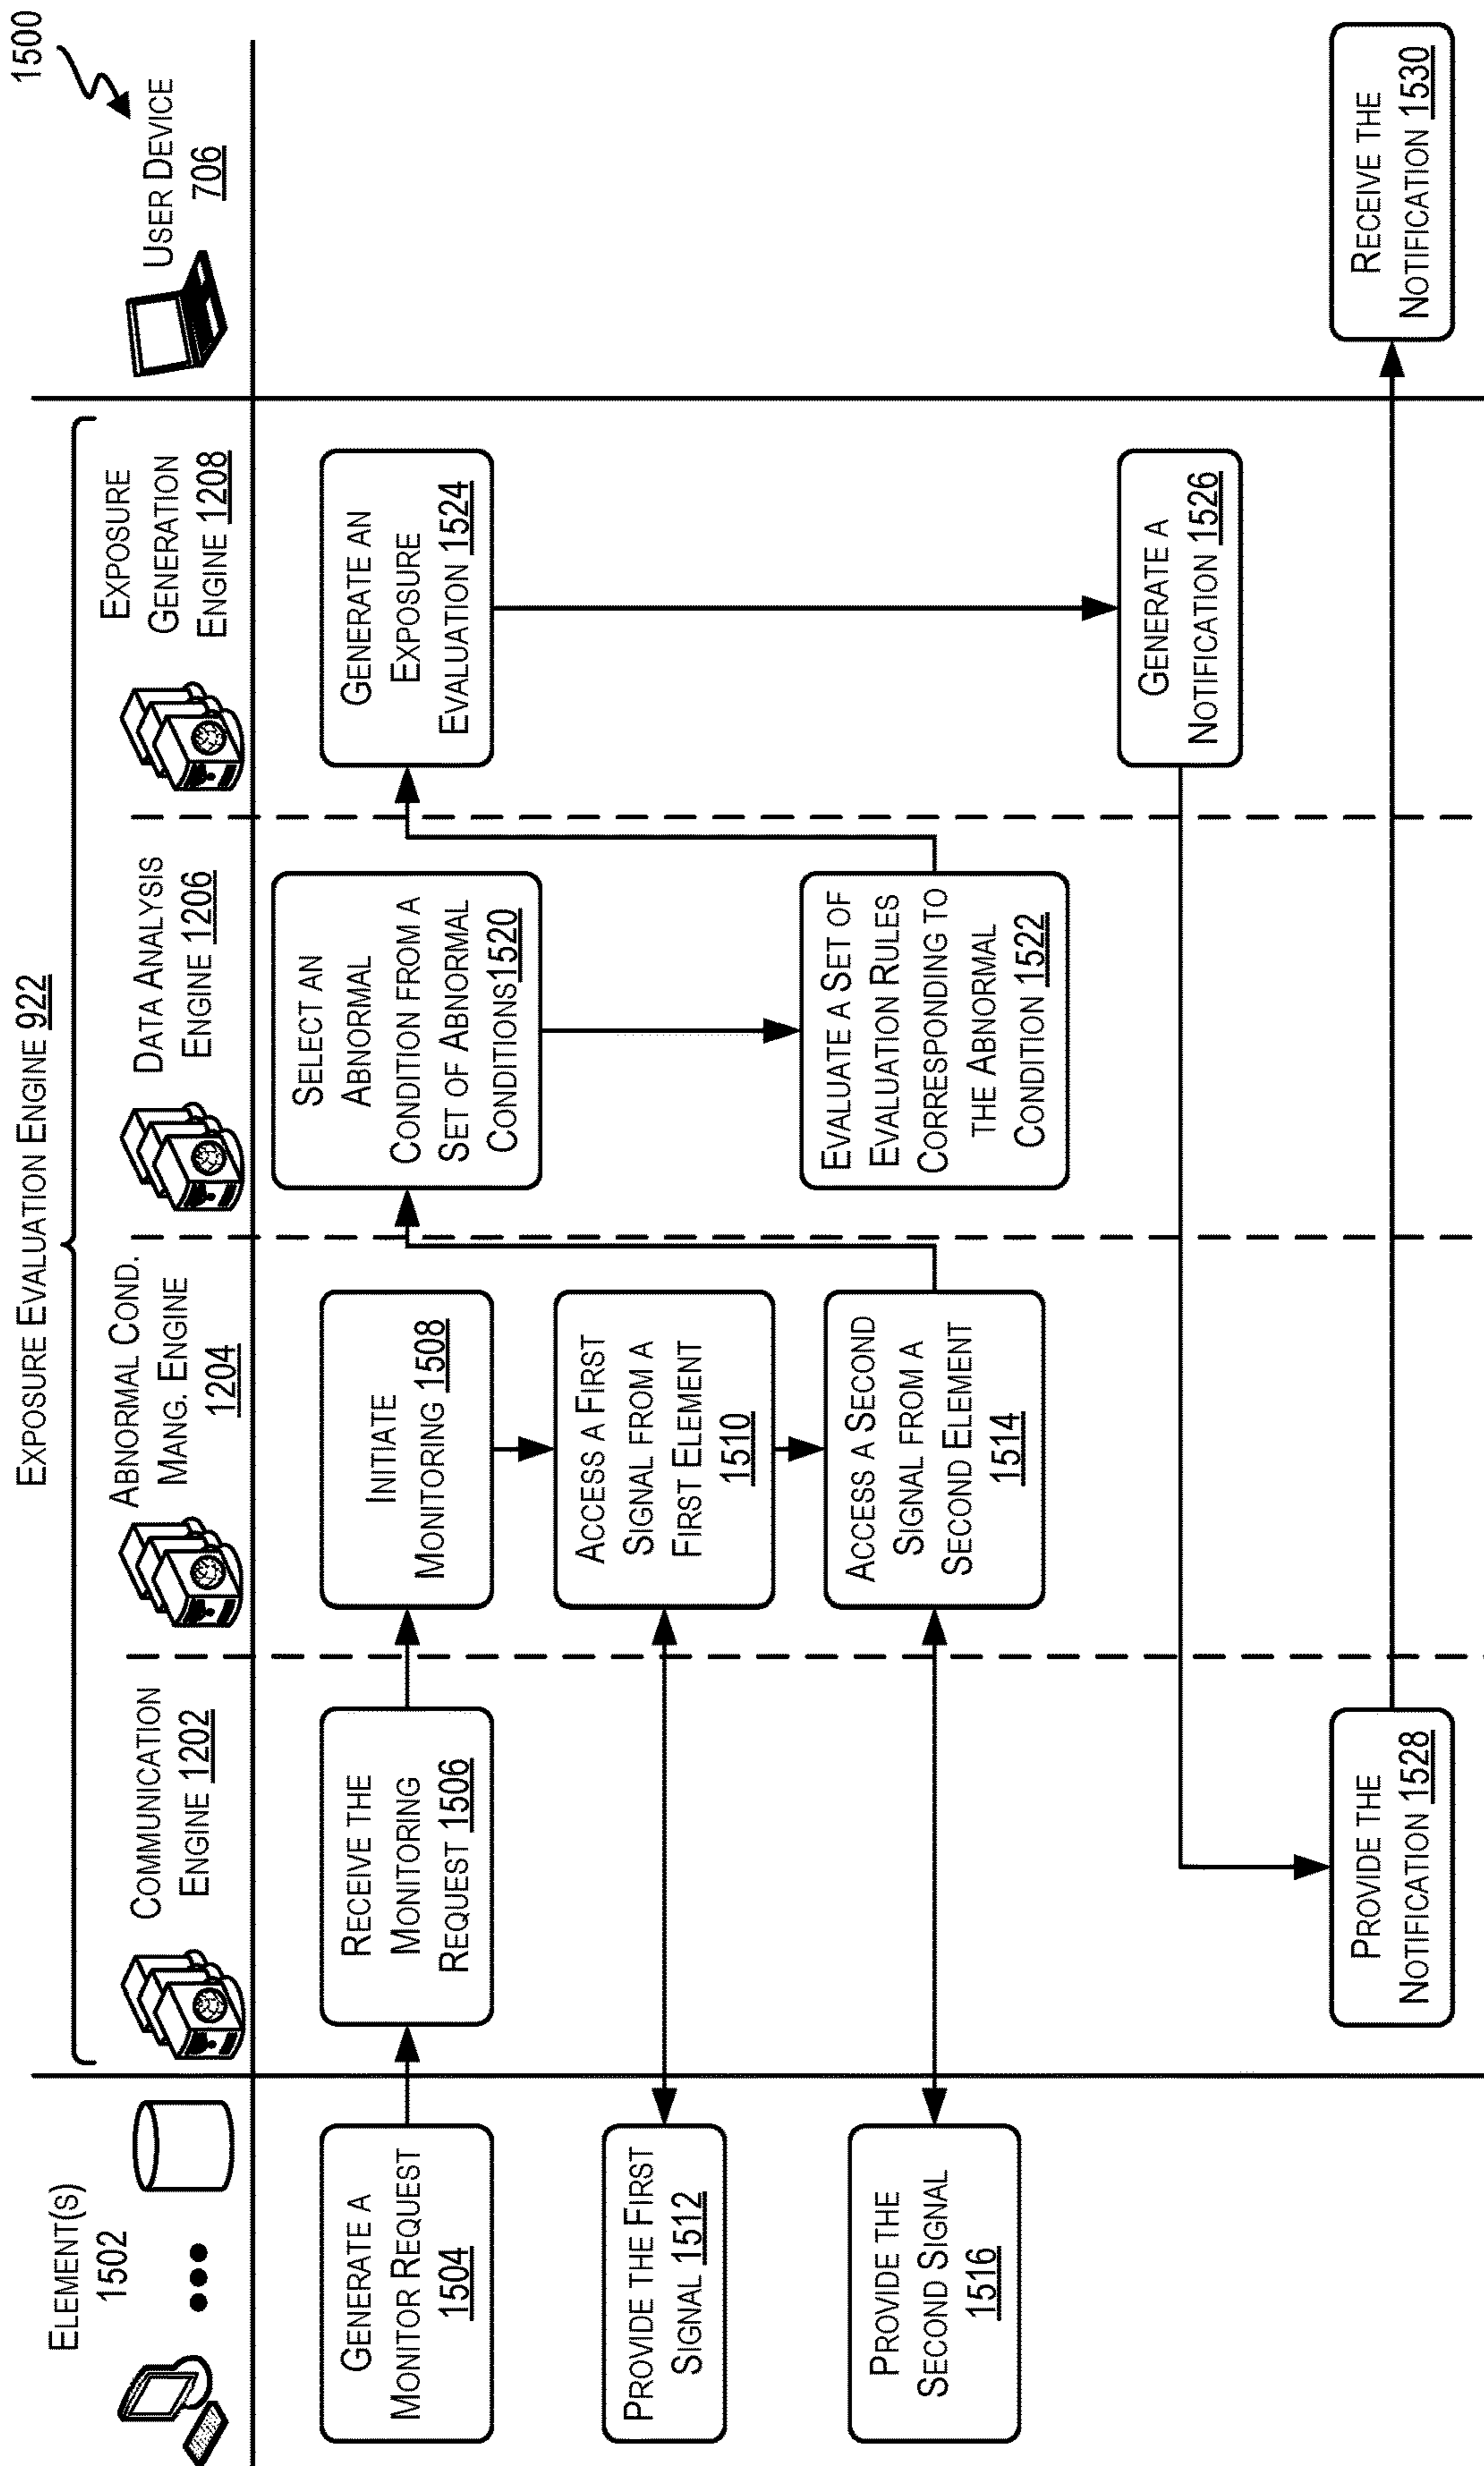 1500
EXPOSURE EVALUATION ENGINE 922
ELEMENT(S)
1502
COMMUNICATION
ENGINE 1202
ABNORMAL COND.
MANG. ENGINE
1204
DATA ANALYSIS
ENGINE 1206
EXPOSURE
GENERATION
ENGINE 1208
USER DEVICE
706
GENERATE A
MONITOR REQUEST
1504
RECEIVE THE
MONITORING
REQUEST 1506
INITIATE
MONITORING 1508
SELECT AN
ABNORMAL
CONDITION FROM A
SET OF ABNORMAL
CONDITIONS1520
GENERATE AN
EXPOSURE
EVALUATION 1524
PROVIDE THE FIRST
SIGNAL 1512
ACCESS A FIRST
SIGNAL FROM A
FIRST ELEMENT
1510
PROVIDE THE
SECOND SIGNAL
1516
ACCESS A SECOND
SIGNAL FROM A
SECOND ELEMENT
1514
EVALUATE A SET OF
EVALUATION RULES
CORRESPONDING TO
THE ABNORMAL
CONDITION 1522
GENERATE A
NOTIFICATION 1526
PROVIDE THE
NOTIFICATION 1528
RECEIVE THE
NOTIFICATION 1530